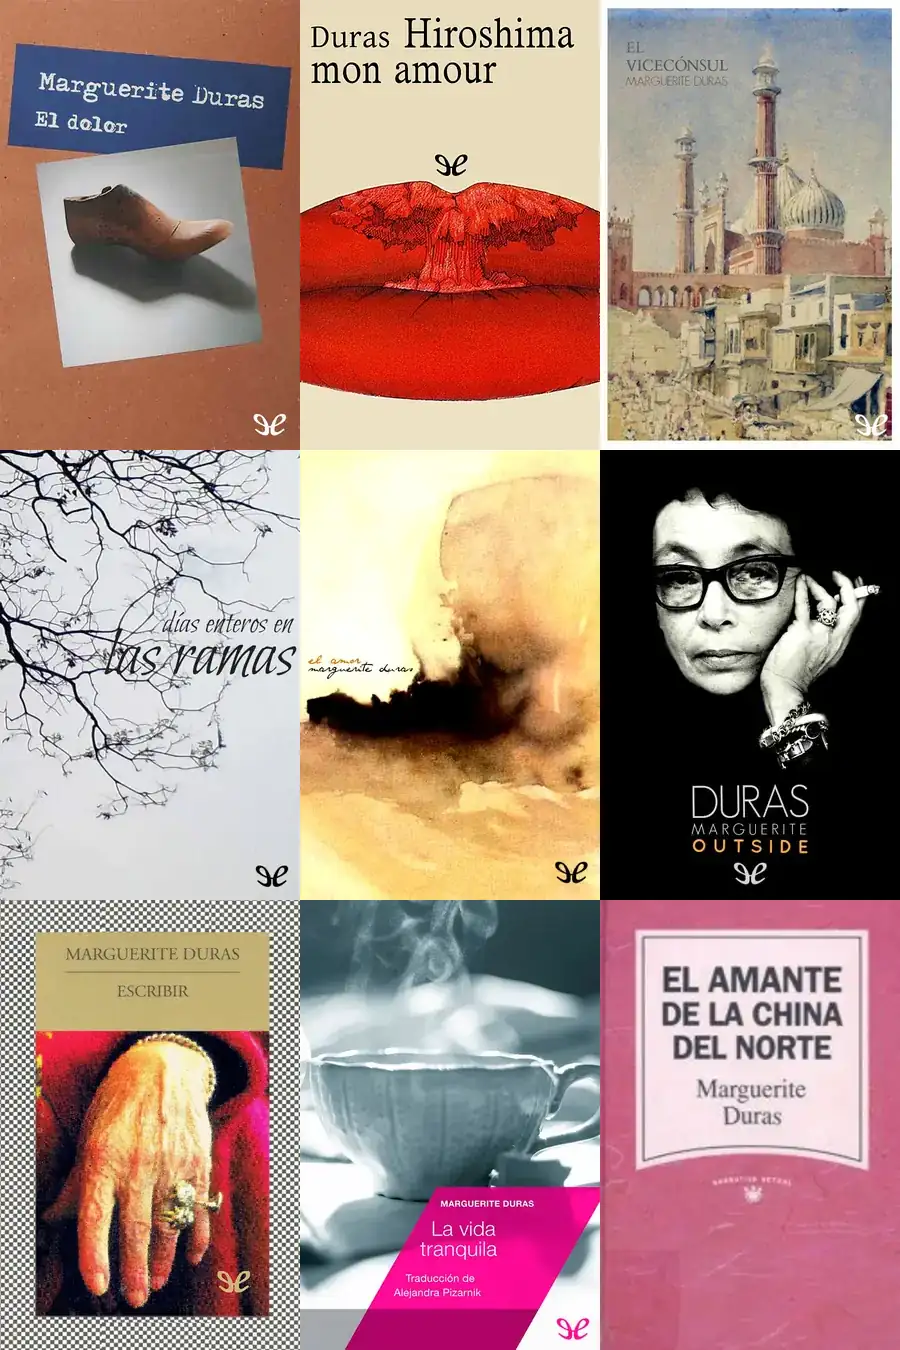 Marguerite Duras
El dolor
Duras Hiroshima
mon amour
EL
VICECÓNSUL
MARGUERITE DURAS
días enteros en
las ramas
el amor
marguerite duras
DURAS
MARGUERITE
OUTSIDE
MARGUERITE DURAS
ESCRIBIR
MARGUERITE DURAS
La vida
tranquila
Traducción de
Alejandra Pizarnik
EL AMANTE
DE LA CHINA
DEL NORTE
Marguerite
Duras
NARRATIVA ACTUAL